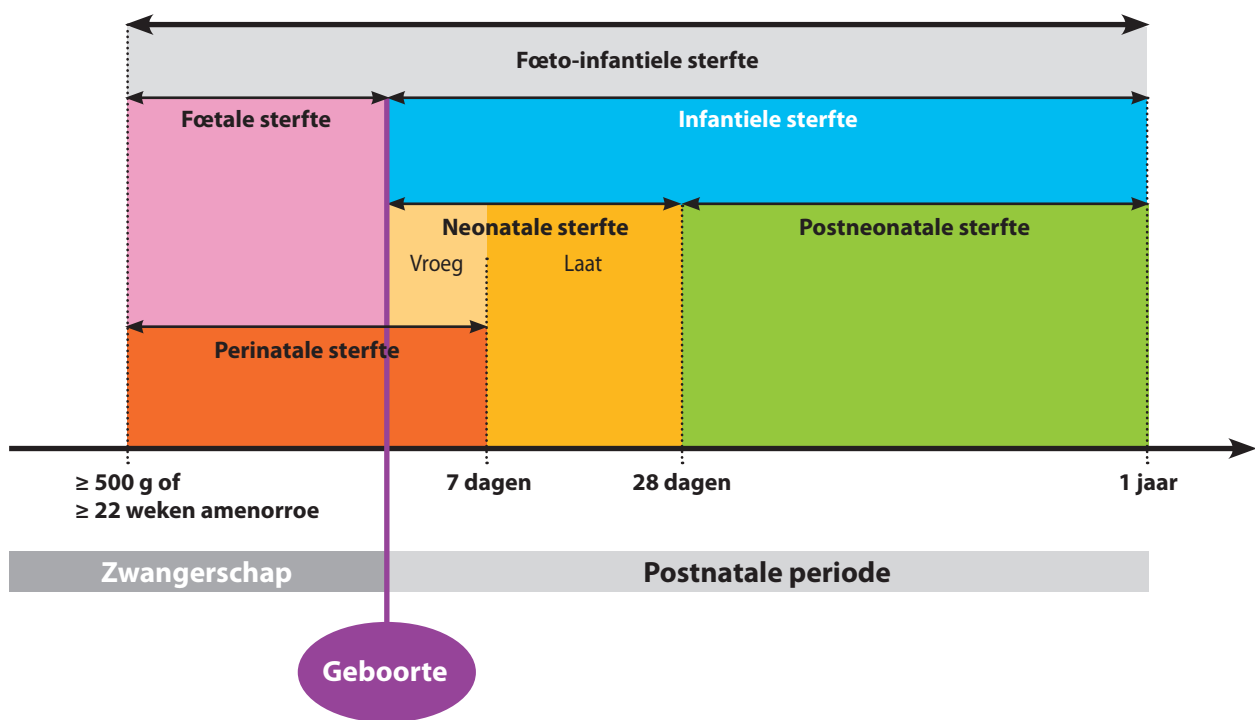 Fœto-infantiele sterfte
Fœtale sterfte
Infantiele sterfte
Neonatale sterfte
Postneonatale sterfte
Vroeg
Laat
Perinatale sterfte
≥ 500 g of
≥ 22 weken amenorroe
7 dagen
28 dagen
1 jaar
Zwangerschap
Postnatale periode
Geboorte